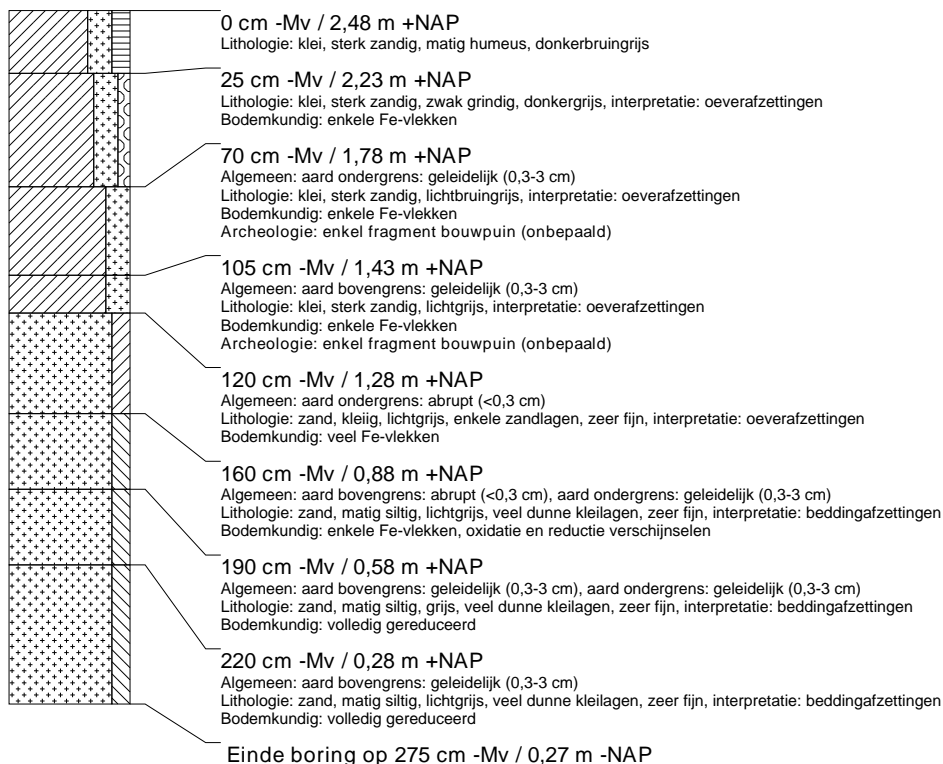 0 cm -Mv / 2,48 m +NAP
Lithologie: klei, sterk zandig, matig humeus, donkerbruingrijs
25 cm -Mv / 2,23 m +NAP
Lithologie: klei, sterk zandig, zwak grindig, donkergrijs, interpretatie: oeverafzettingen
Bodemkundig: enkele Fe-vlekken
70 cm -Mv / 1,78 m +NAP
Algemeen: aard ondergrens: geleidelijk (0,3-3 cm)
Lithologie: klei, sterk zandig, lichtbruingrijs, interpretatie: oeverafzettingen
Bodemkundig: enkele Fe-vlekken
Archeologie: enkel fragment bouwpuin (onbepaald)
105 cm -Mv / 1,43 m +NAP
Algemeen: aard bovengrens: geleidelijk (0,3-3 cm)
Lithologie: klei, sterk zandig, lichtgrijs, interpretatie: oeverafzettingen
Bodemkundig: enkele Fe-vlekken
Archeologie: enkel fragment bouwpuin (onbepaald)
120 cm -Mv / 1,28 m +NAP
Algemeen: aard ondergrens: abrupt (<0,3 cm)
Lithologie: zand, kleiig, lichtgrijs, enkele zandlagen, zeer fijn, interpretatie: oeverafzettingen
Bodemkundig: veel Fe-vlekken
160 cm -Mv / 0,88 m +NAP
Algemeen: aard bovengrens: abrupt (<0,3 cm), aard ondergrens: geleidelijk (0,3-3 cm)
Lithologie: zand, matig siltig, lichtgrijs, veel dunne kleilagen, zeer fijn, interpretatie: beddingafzettingen
Bodemkundig: enkele Fe-vlekken, oxidatie en reductie verschijnselen
190 cm -Mv / 0,58 m +NAP
Algemeen: aard bovengrens: geleidelijk (0,3-3 cm), aard ondergrens: geleidelijk (0,3-3 cm)
Lithologie: zand, matig siltig, grijs, veel dunne kleilagen, zeer fijn, interpretatie: beddingafzettingen
Bodemkundig: volledig gereduceerd
220 cm -Mv / 0,28 m +NAP
Algemeen: aard bovengrens: geleidelijk (0,3-3 cm)
Lithologie: zand, matig siltig, lichtgrijs, veel dunne kleilagen, zeer fijn, interpretatie: beddingafzettingen
Bodemkundig: volledig gereduceerd
Einde boring op 275 cm -Mv / 0,27 m -NAP